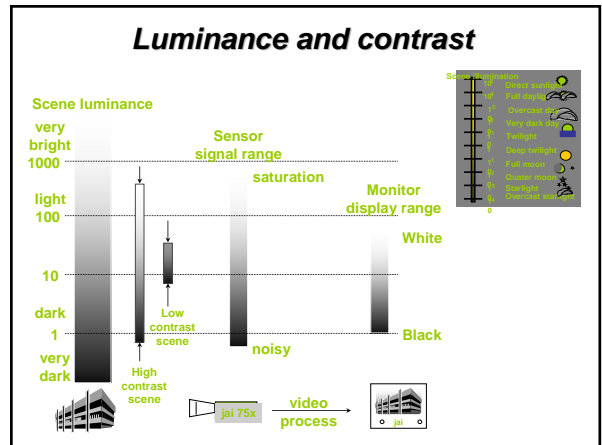 Luminance and contrast
Scene illumination
Direct sunlight
Full daylight
Overcast day
Very dark day
Twilight
Deep twilight
Full moon
Quater moon
Starlight
Overcast starlight
Scene luminance
very
bright
1000
light
100
10
dark
1
very
dark
High
contrast
scene
Low
contrast
scene
Sensor
signal range
saturation
noisy
Monitor
display range
White
Black
jai 75x
video
process
jai